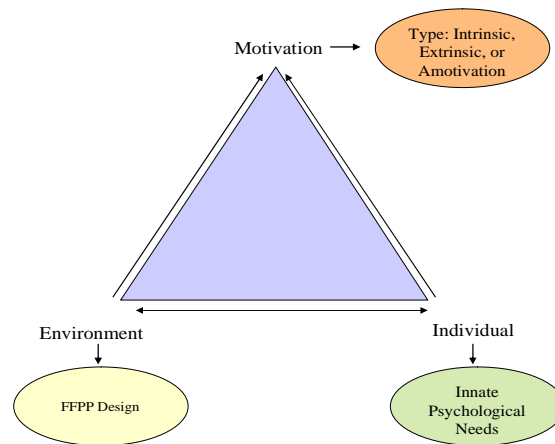 Motivation
Type: Intrinsic,
Extrinsic, or
Amotivation
Environment
Individual
FFPP Design
Innate
Psychological
Needs